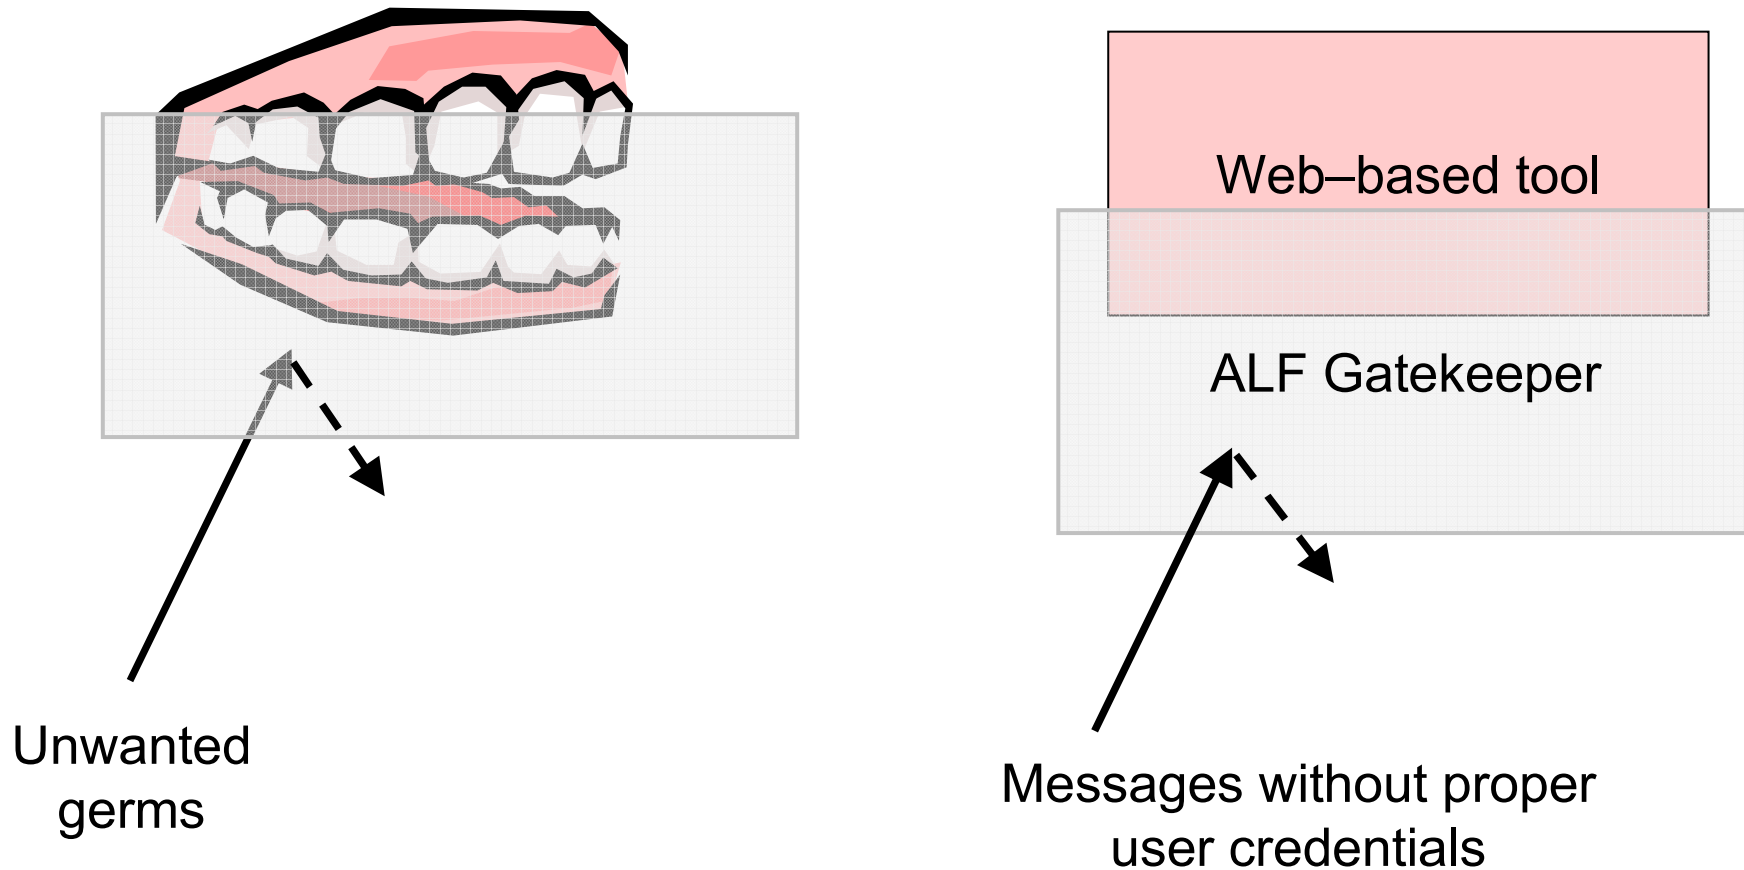 Web–based tool
ALF Gatekeeper
Unwanted
germs
Messages without proper
user credentials